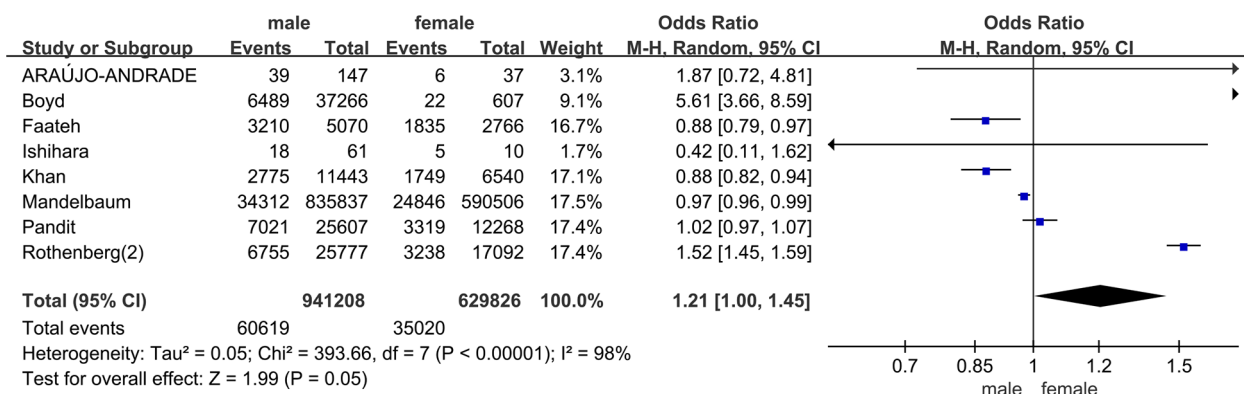 male female Odds Ratio Odds Ratio
Study or Subgroup Events Total Events Total Weight M-H, Random, 95% CI M-H, Random, 95% CI
ARAÚJO-ANDRADE 39 147 6 37 3.1% 1.87 [0.72, 4.81]
Boyd 6489 37266 22 607 9.1% 5.61 [3.66, 8.59]
Faateh 3210 5070 1835 2766 16.7% 0.88 [0.79, 0.97]
Ishihara 18 61 5 10 1.7% 0.42 [0.11, 1.62]
Khan 2775 11443 1749 6540 17.1% 0.88 [0.82, 0.94]
Mandelbaum 34312 835837 24846 590506 17.5% 0.97 [0.96, 0.99]
Pandit 7021 25607 3319 12268 17.4% 1.02 [0.97, 1.07]
Rothenberg(2) 6755 25777 3238 17092 17.4% 1.52 [1.45, 1.59]
Total (95% CI) 941208 629826 100.0% 1.21 [1.00, 1.45]
Total events 60619 35020
Heterogeneity: Tau² = 0.05; Chi² = 393.66, df = 7 (P < 0.00001); I² = 98%
Test for overall effect: Z = 1.99 (P = 0.05)
0.7 0.85 1 1.2 1.5
male female